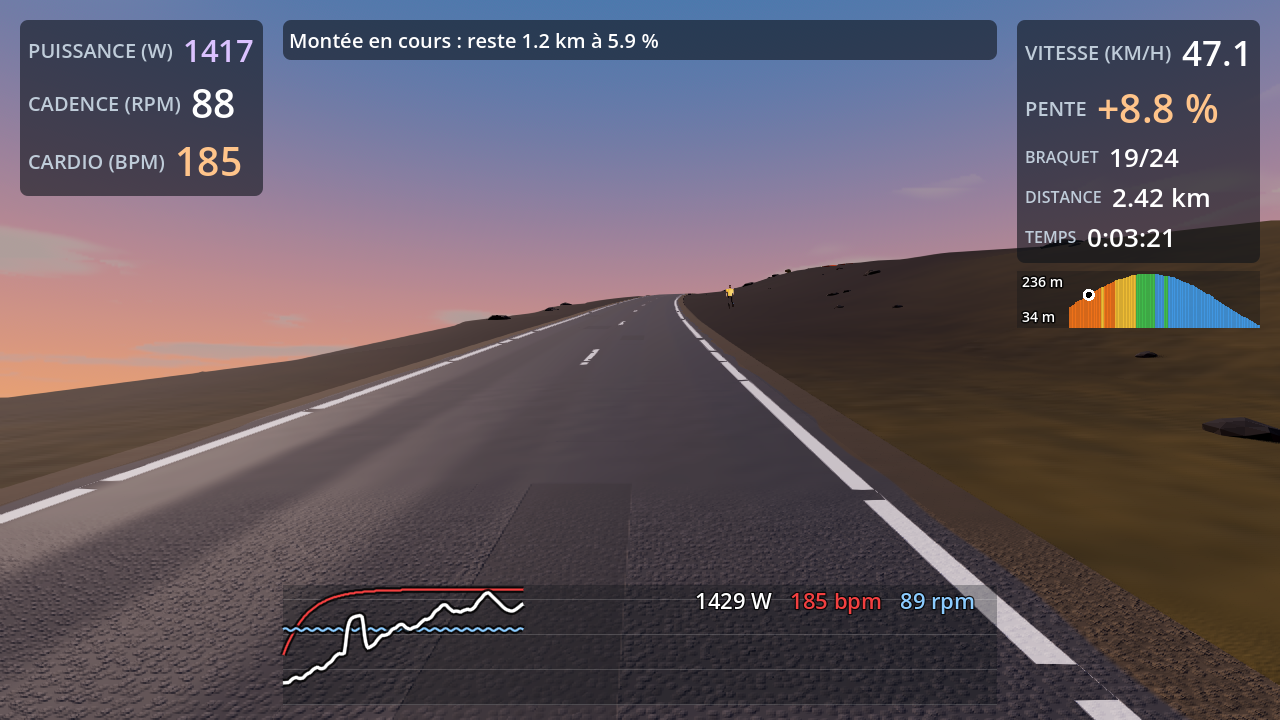 PUISSANCE (W) 1417
CADENCE (RPM) 88
CARDIO (BPM) 185
Montée en cours : reste 1.2 km à 5.9 %
VITESSE (KM/H) 47.1
PENTE +8.8 %
BRAQUET 19/24
DISTANCE 2.42 km
TEMPS 0:03:21
236 m
34 m
1429 W 185 bpm 89 rpm